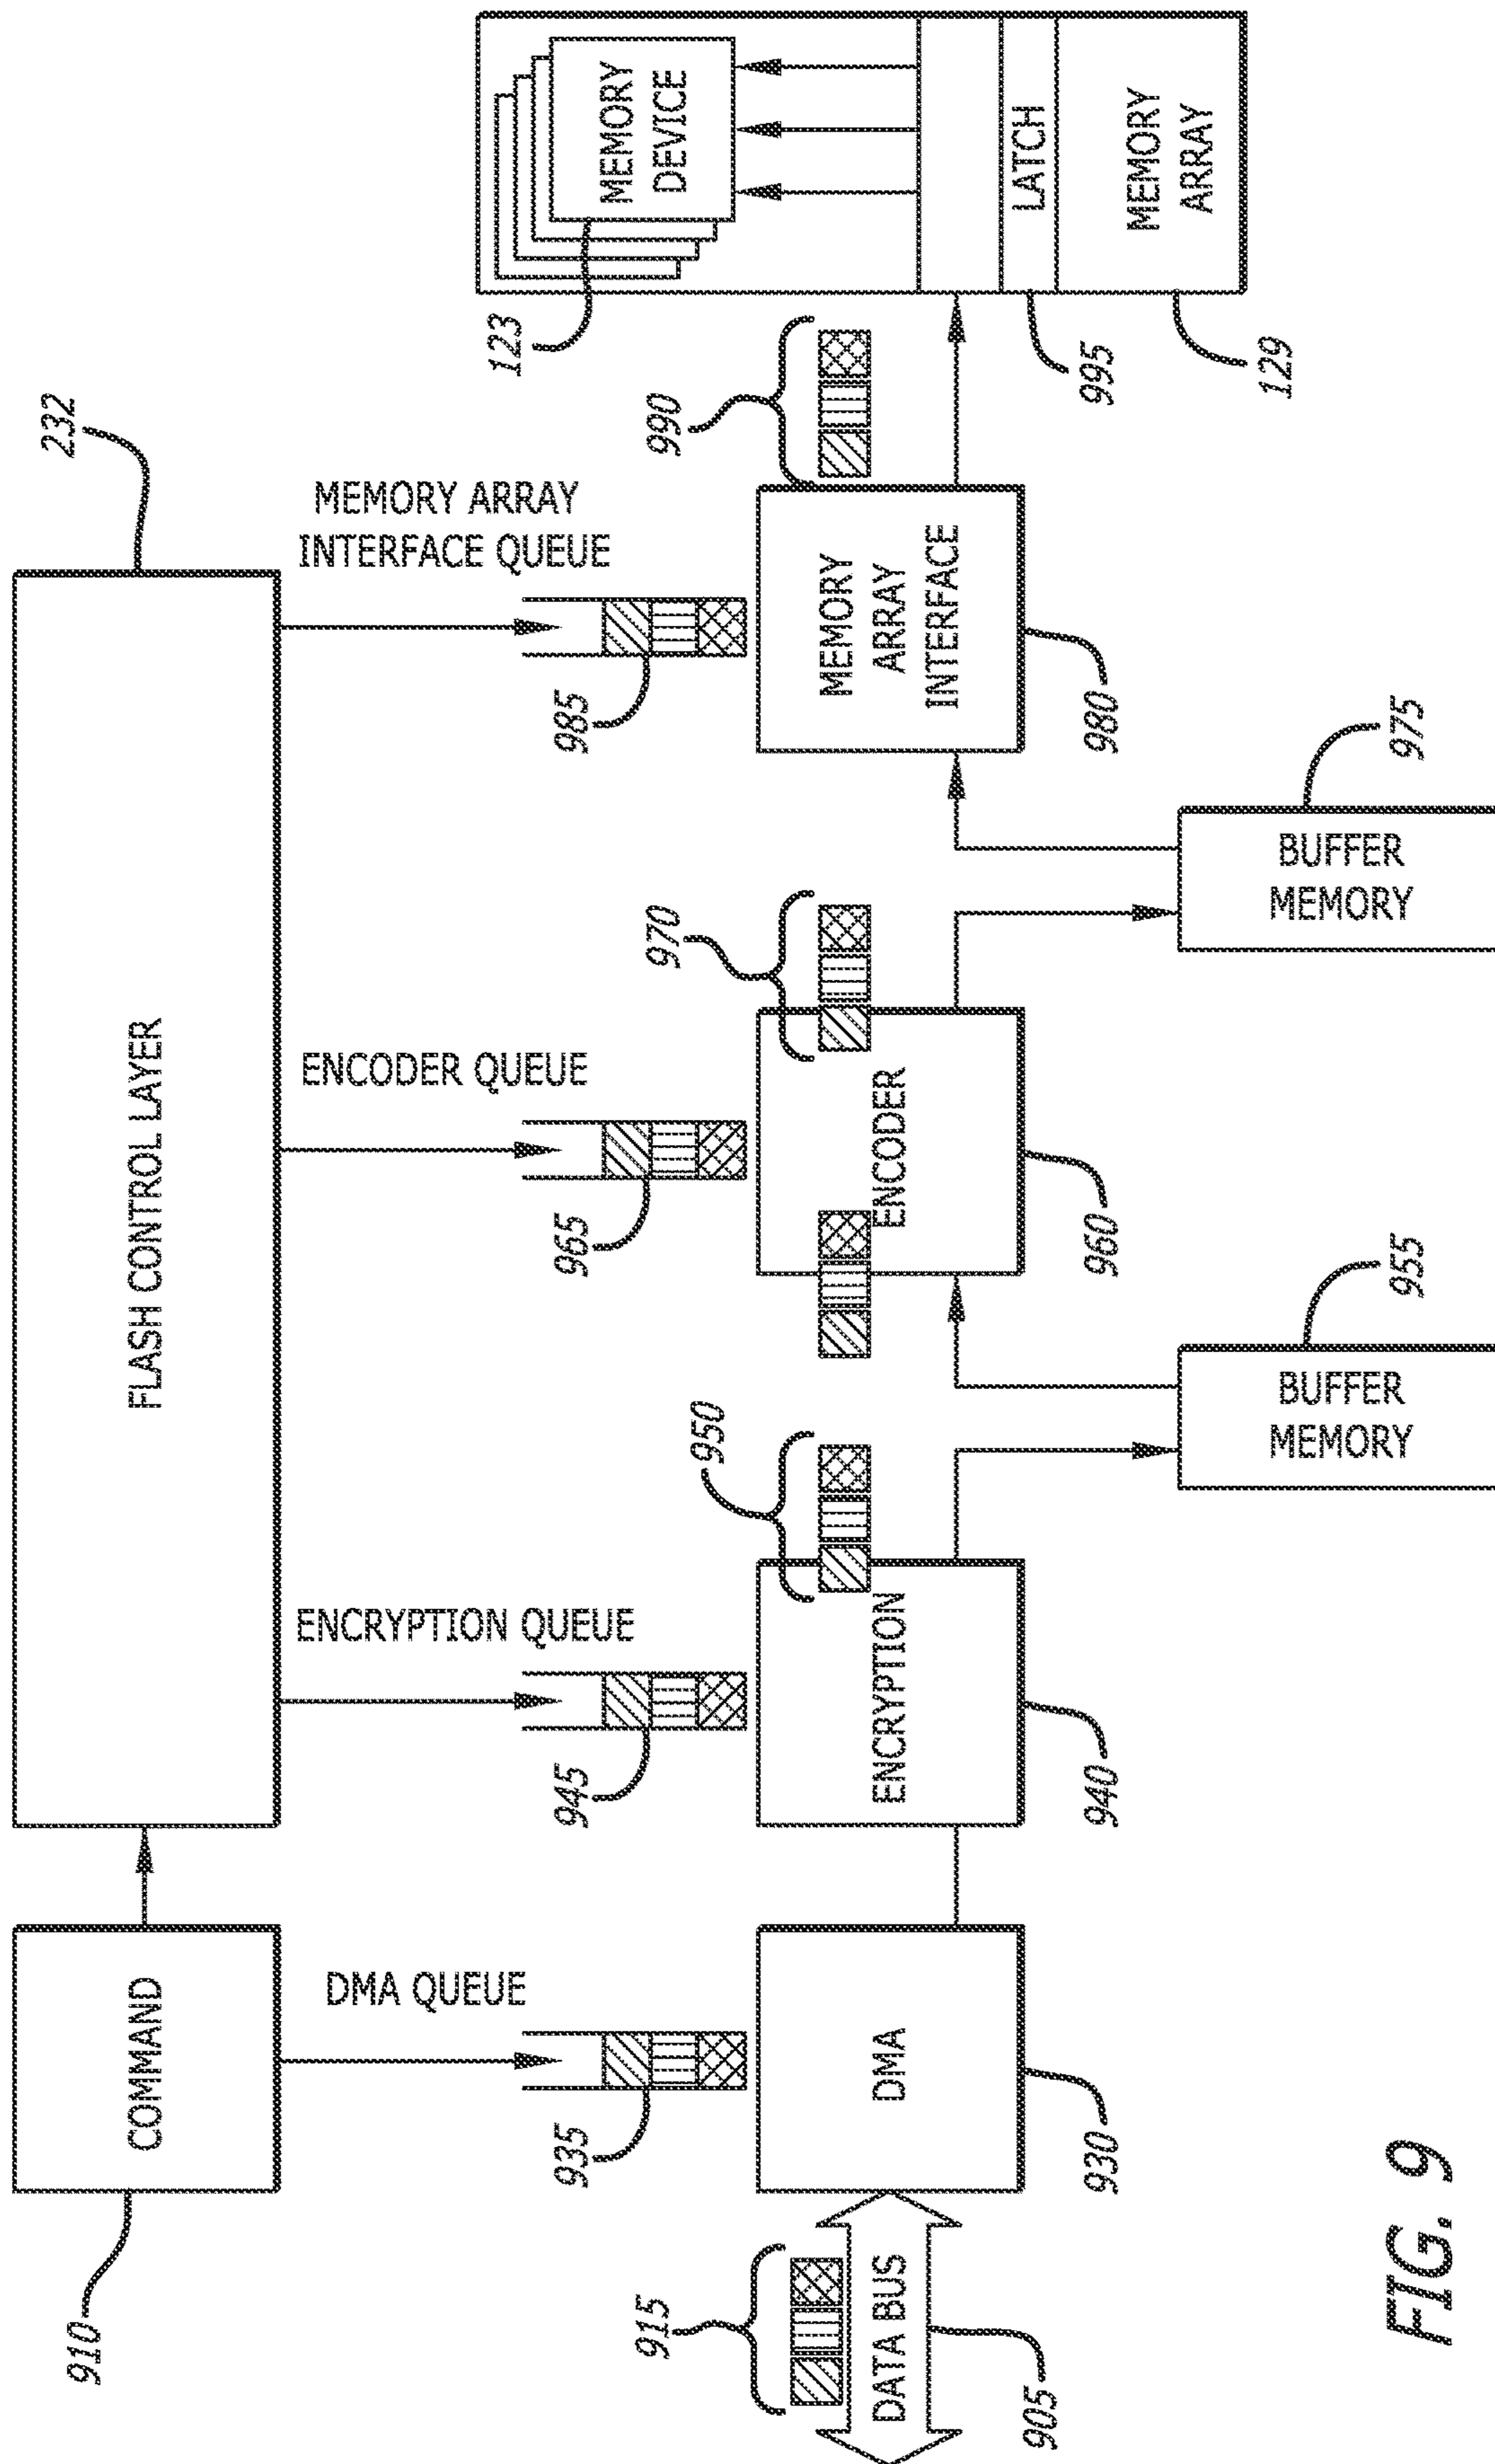 910
COMMAND
FLASH CONTROL LAYER
232
DMA QUEUE
935
ENCRYPTION QUEUE
945
ENCODER QUEUE
965
MEMORY ARRAY
INTERFACE QUEUE
985
915
DATA BUS
905
DMA
930
ENCRYPTION
940
950
BUFFER
MEMORY
955
ENCODER
960
970
BUFFER
MEMORY
975
MEMORY
ARRAY
INTERFACE
980
990
123
MEMORY
DEVICE
LATCH
995
MEMORY
ARRAY
129
FIG. 9